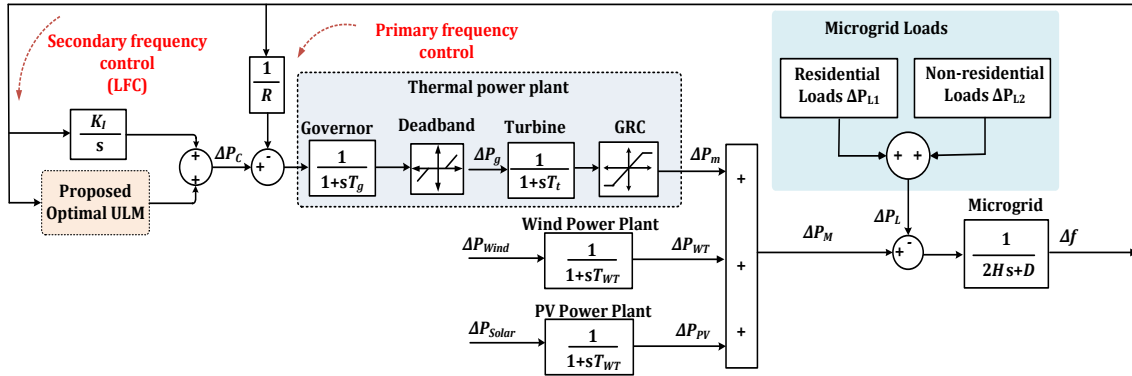 Secondary frequency
control
(LFC)
Primary frequency
control
Microgrid Loads
Residential
Loads ΔP_L1
Non-residential
Loads ΔP_L2
1
R
Thermal power plant
K_I
s
+
+
ΔP_C
+
-
Governor
1
1+sT_g
Deadband
ΔP_g
Turbine
1
1+sT_t
GRC
ΔP_m
Proposed
Optimal ULM
+
+
+
+ +
ΔP_L
Wind Power Plant
ΔP_Wind
1
1+sT_WT
ΔP_WT
ΔP_M
+
-
Microgrid
1
2H s+D
Δf
PV Power Plant
ΔP_Solar
1
1+sT_WT
ΔP_PV